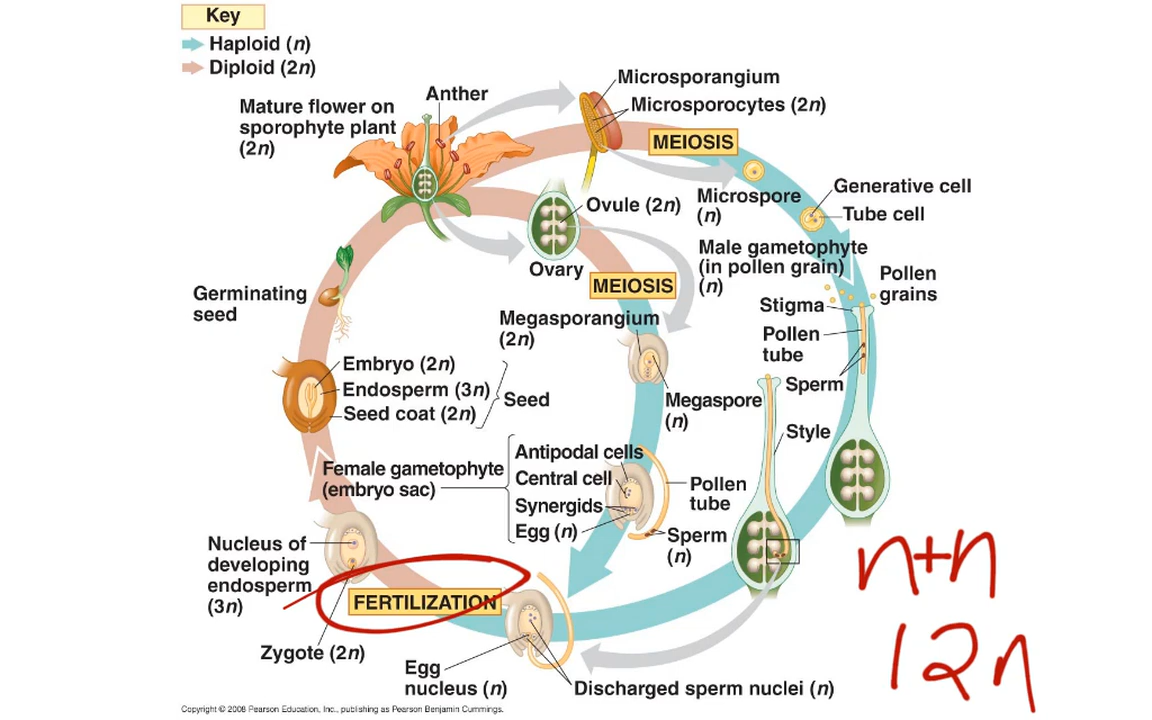 Key
Haploid (n)
Diploid (2n)
Mature flower on
sporophyte plant
(2n)
Anther
Microsporangium
Microsporocytes (2n)
MEIOSIS
Microspore
(n)
Generative cell
Tube cell
Ovule (2n)
Ovary
Male gametophyte
(in pollen grain)
(n)
Pollen
grains
MEIOSIS
Stigma
Pollen
tube
Sperm
Germinating
seed
Megasporangium
(2n)
Megaspore
(n)
Style
Embryo (2n)
Endosperm (3n)
Seed coat (2n)
Seed
Female gametophyte
(embryo sac)
Antipodal cells
Central cell
Synergids
Egg (n)
Pollen
tube
Sperm
(n)
Nucleus of
developing
endosperm
(3n)
FERTILIZATION
Zygote (2n)
Egg
nucleus (n)
Discharged sperm nuclei (n)
n+n
12n
Copyright © 2008 Pearson Education, Inc., publishing as Pearson Benjamin Cummings.